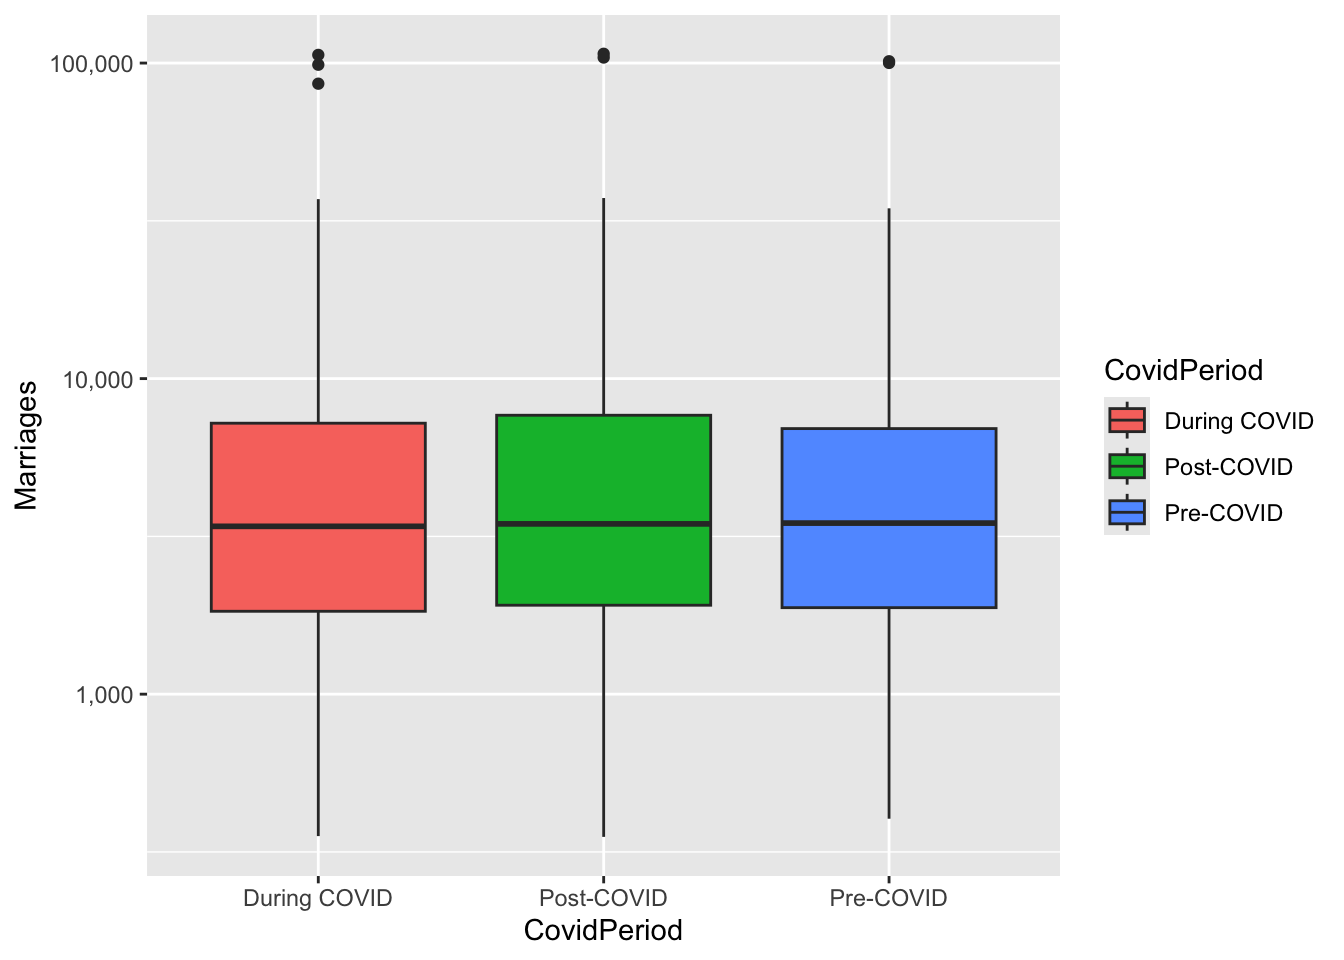 100,000
10,000
1,000
Marriages
During COVID
Post-COVID
Pre-COVID
CovidPeriod
CovidPeriod
During COVID
Post-COVID
Pre-COVID